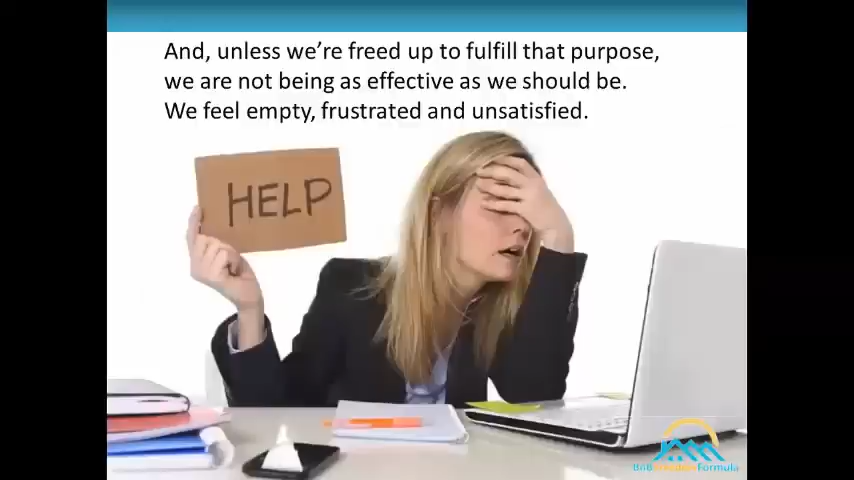 And, unless we're freed up to fulfill that purpose,
we are not being as effective as we should be.
We feel empty, frustrated and unsatisfied.
HELP
Formula